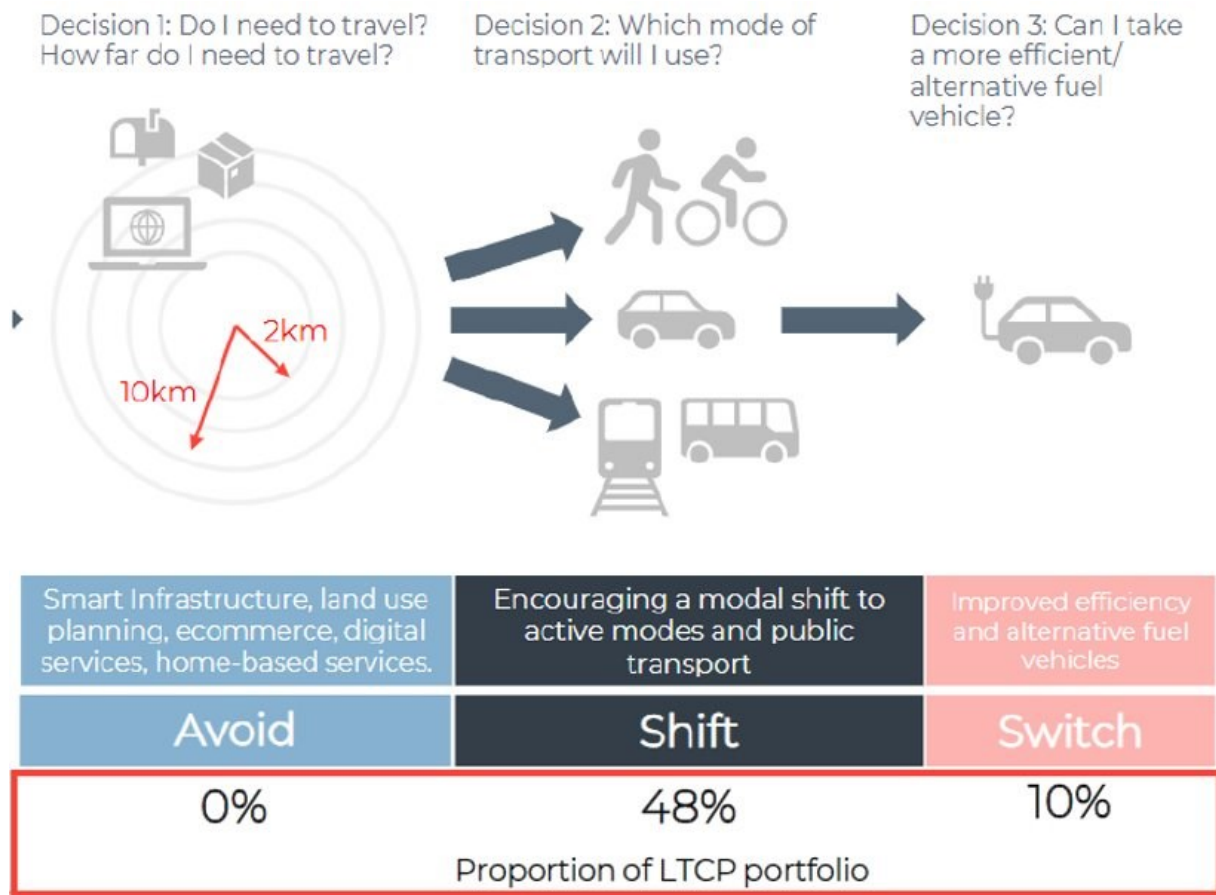 Decision 1: Do I need to travel?
How far do I need to travel?
Decision 2: Which mode of
transport will I use?
Decision 3: Can I take
a more efficient/
alternative fuel
vehicle?
2km
10km
Smart Infrastructure, land use
planning, ecommerce, digital
services, home-based services.
Encouraging a modal shift to
active modes and public
transport
Improved efficiency
and alternative fuel
vehicles
Avoid
Shift
Switch
0%
48%
10%
Proportion of LTCP portfolio